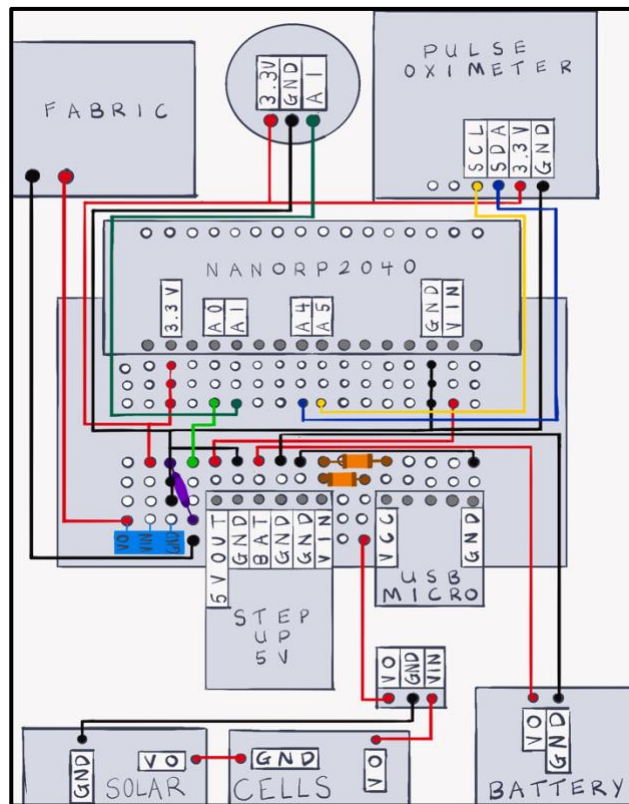 FABRIC
3.3V
GND
A1
PULSE
OXIMETER
SCL
SDA
3.3V
GND
NANORP2040
3.3V
A0
A1
A4
A5
GND
VIN
VO
VIN
GND
5VOUT
GND
BAT
GND
GND
VIN
STEP
UP
5V
VCC
GND
USB
MICRO
VO
GND
VIN
GND
VO
SOLAR
GND
VO
CELLS
VO
GND
BATTERY